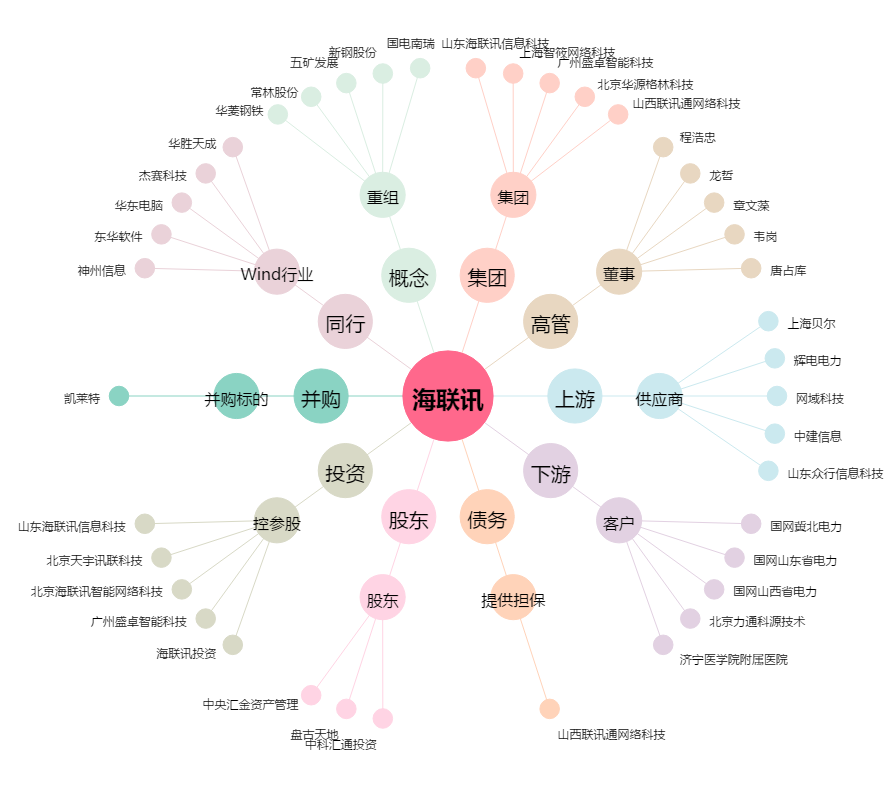 国电南瑞
山东海联讯信息科技
新钢股份
上海智筱网络科技
五矿发展
广州盛卓智能科技
常林股份
北京华源格林科技
华菱钢铁
山西联讯通网络科技
华胜天成
程浩忠
杰赛科技
龙哲
华东电脑
重组
集团
章文藻
东华软件
韦岗
神州信息
Wind行业
概念
集团
董事
唐占库
同行
高管
上海贝尔
辉电电力
凯莱特
并购标的
并购
海联讯
上游
供应商
网域科技
中建信息
投资
下游
山东众行信息科技
山东海联讯信息科技
控参股
股东
债务
客户
国网冀北电力
北京天宇讯联科技
国网山东省电力
北京海联讯智能网络科技
国网山西省电力
股东
提供担保
广州盛卓智能科技
北京力通科源技术
海联讯投资
济宁医学院附属医院
中央汇金资产管理
盘古天地
山西联讯通网络科技
中科汇通投资